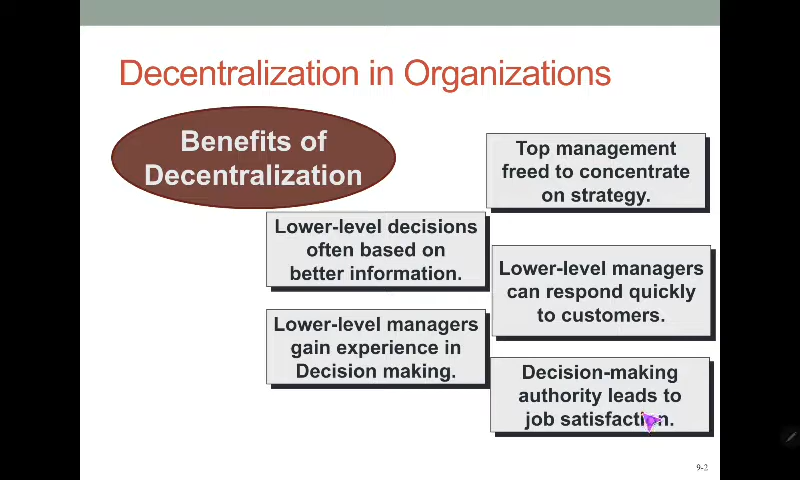 Decentralization in Organizations
Benefits of
Decentralization
Top management
freed to concentrate
on strategy.
Lower-level decisions
often based on
better information.
Lower-level managers
can respond quickly
to customers.
Lower-level managers
gain experience in
Decision making.
Decision-making
authority leads to
job satisfaction.
9-2